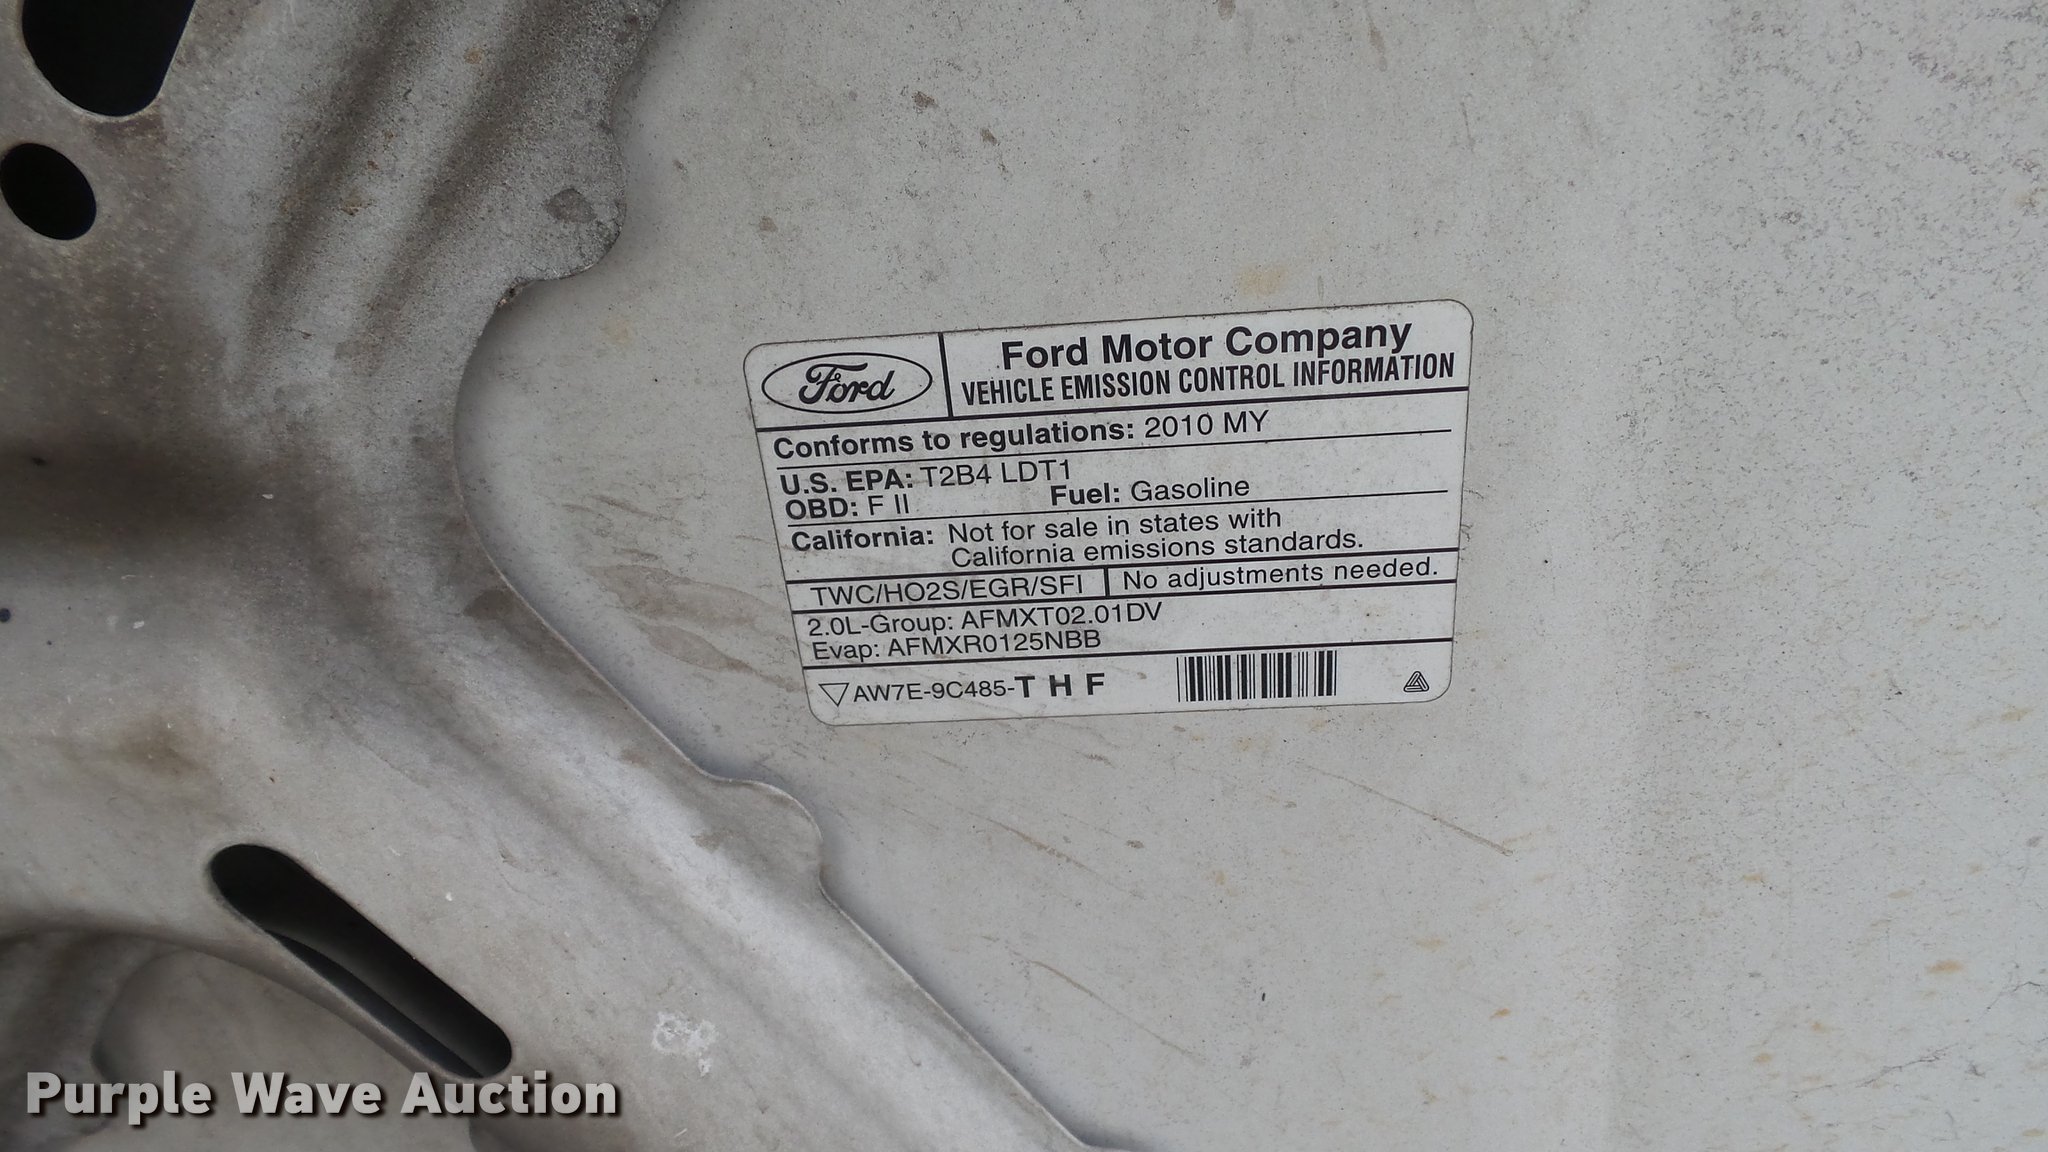 Ford
Ford Motor Company
VEHICLE EMISSION CONTROL INFORMATION
Conforms to regulations: 2010 MY
U.S. EPA: T2B4 LDT1
OBD: F II Fuel: Gasoline
California: Not for sale in states with
California emissions standards.
TWC/HO2S/EGR/SFI No adjustments needed.
2.0L-Group: AFMXT02.01DV
Evap: AFMXR0125NBB
AW7E-9C485-T H F
Purple Wave Auction